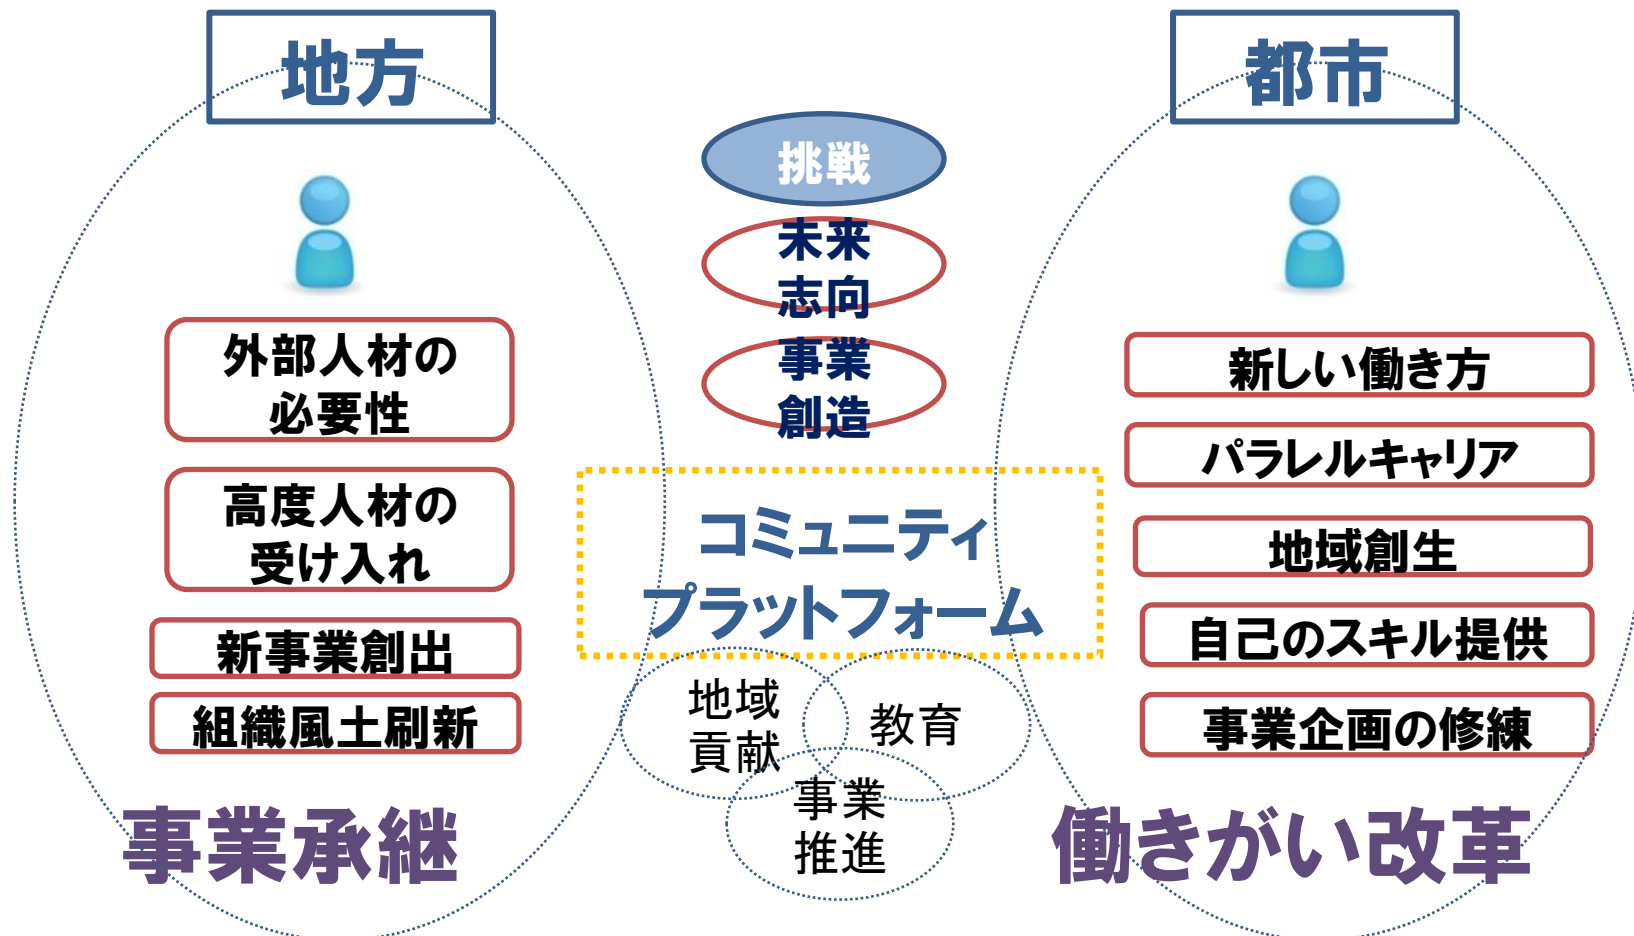 地方
外部人材の
必要性
高度人材の
受け入れ
新事業創出
組織風土刷新
事業承継
挑戦
未来
志向
事業
創造
コミュニティ
プラットフォーム
地域
貢献
教育
事業
推進
都市
新しい働き方
パラレルキャリア
地域創生
自己のスキル提供
事業企画の修練
働きがい改革